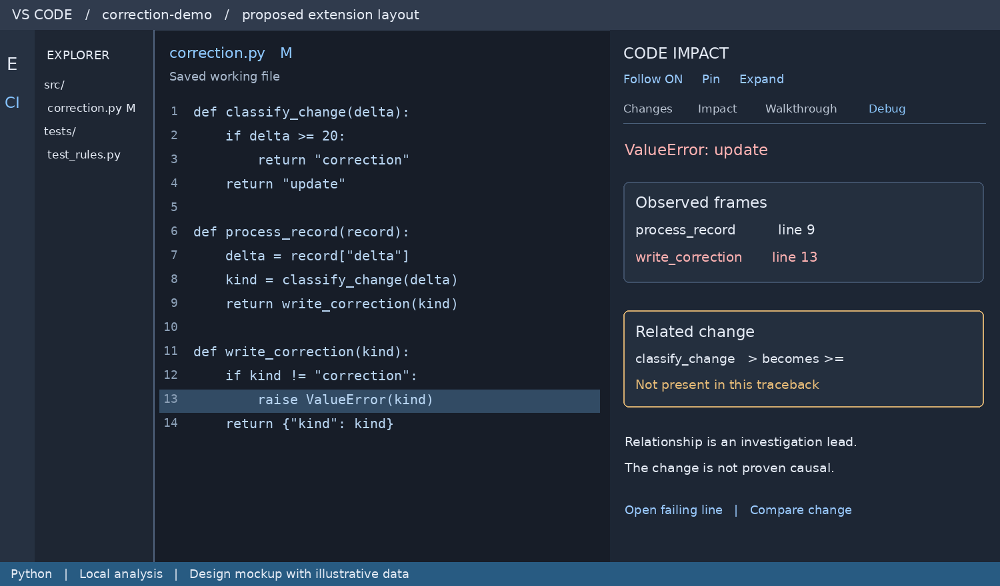 VS CODE / correction-demo / proposed extension layout
E
CI
EXPLORER
src/
correction.py M
tests/
test_rules.py
correction.py M
Saved working file
1 def classify_change(delta):
2     if delta >= 20:
3         return "correction"
4     return "update"
5
6 def process_record(record):
7     delta = record["delta"]
8     kind = classify_change(delta)
9     return write_correction(kind)
10
11 def write_correction(kind):
12     if kind != "correction":
13         raise ValueError(kind)
14     return {"kind": kind}
CODE IMPACT
Follow ON Pin Expand
Changes Impact Walkthrough Debug
ValueError: update
Observed frames
process_record line 9
write_correction line 13
Related change
classify_change > becomes >=
Not present in this traceback
Relationship is an investigation lead.
The change is not proven causal.
Open failing line | Compare change
Python | Local analysis | Design mockup with illustrative data